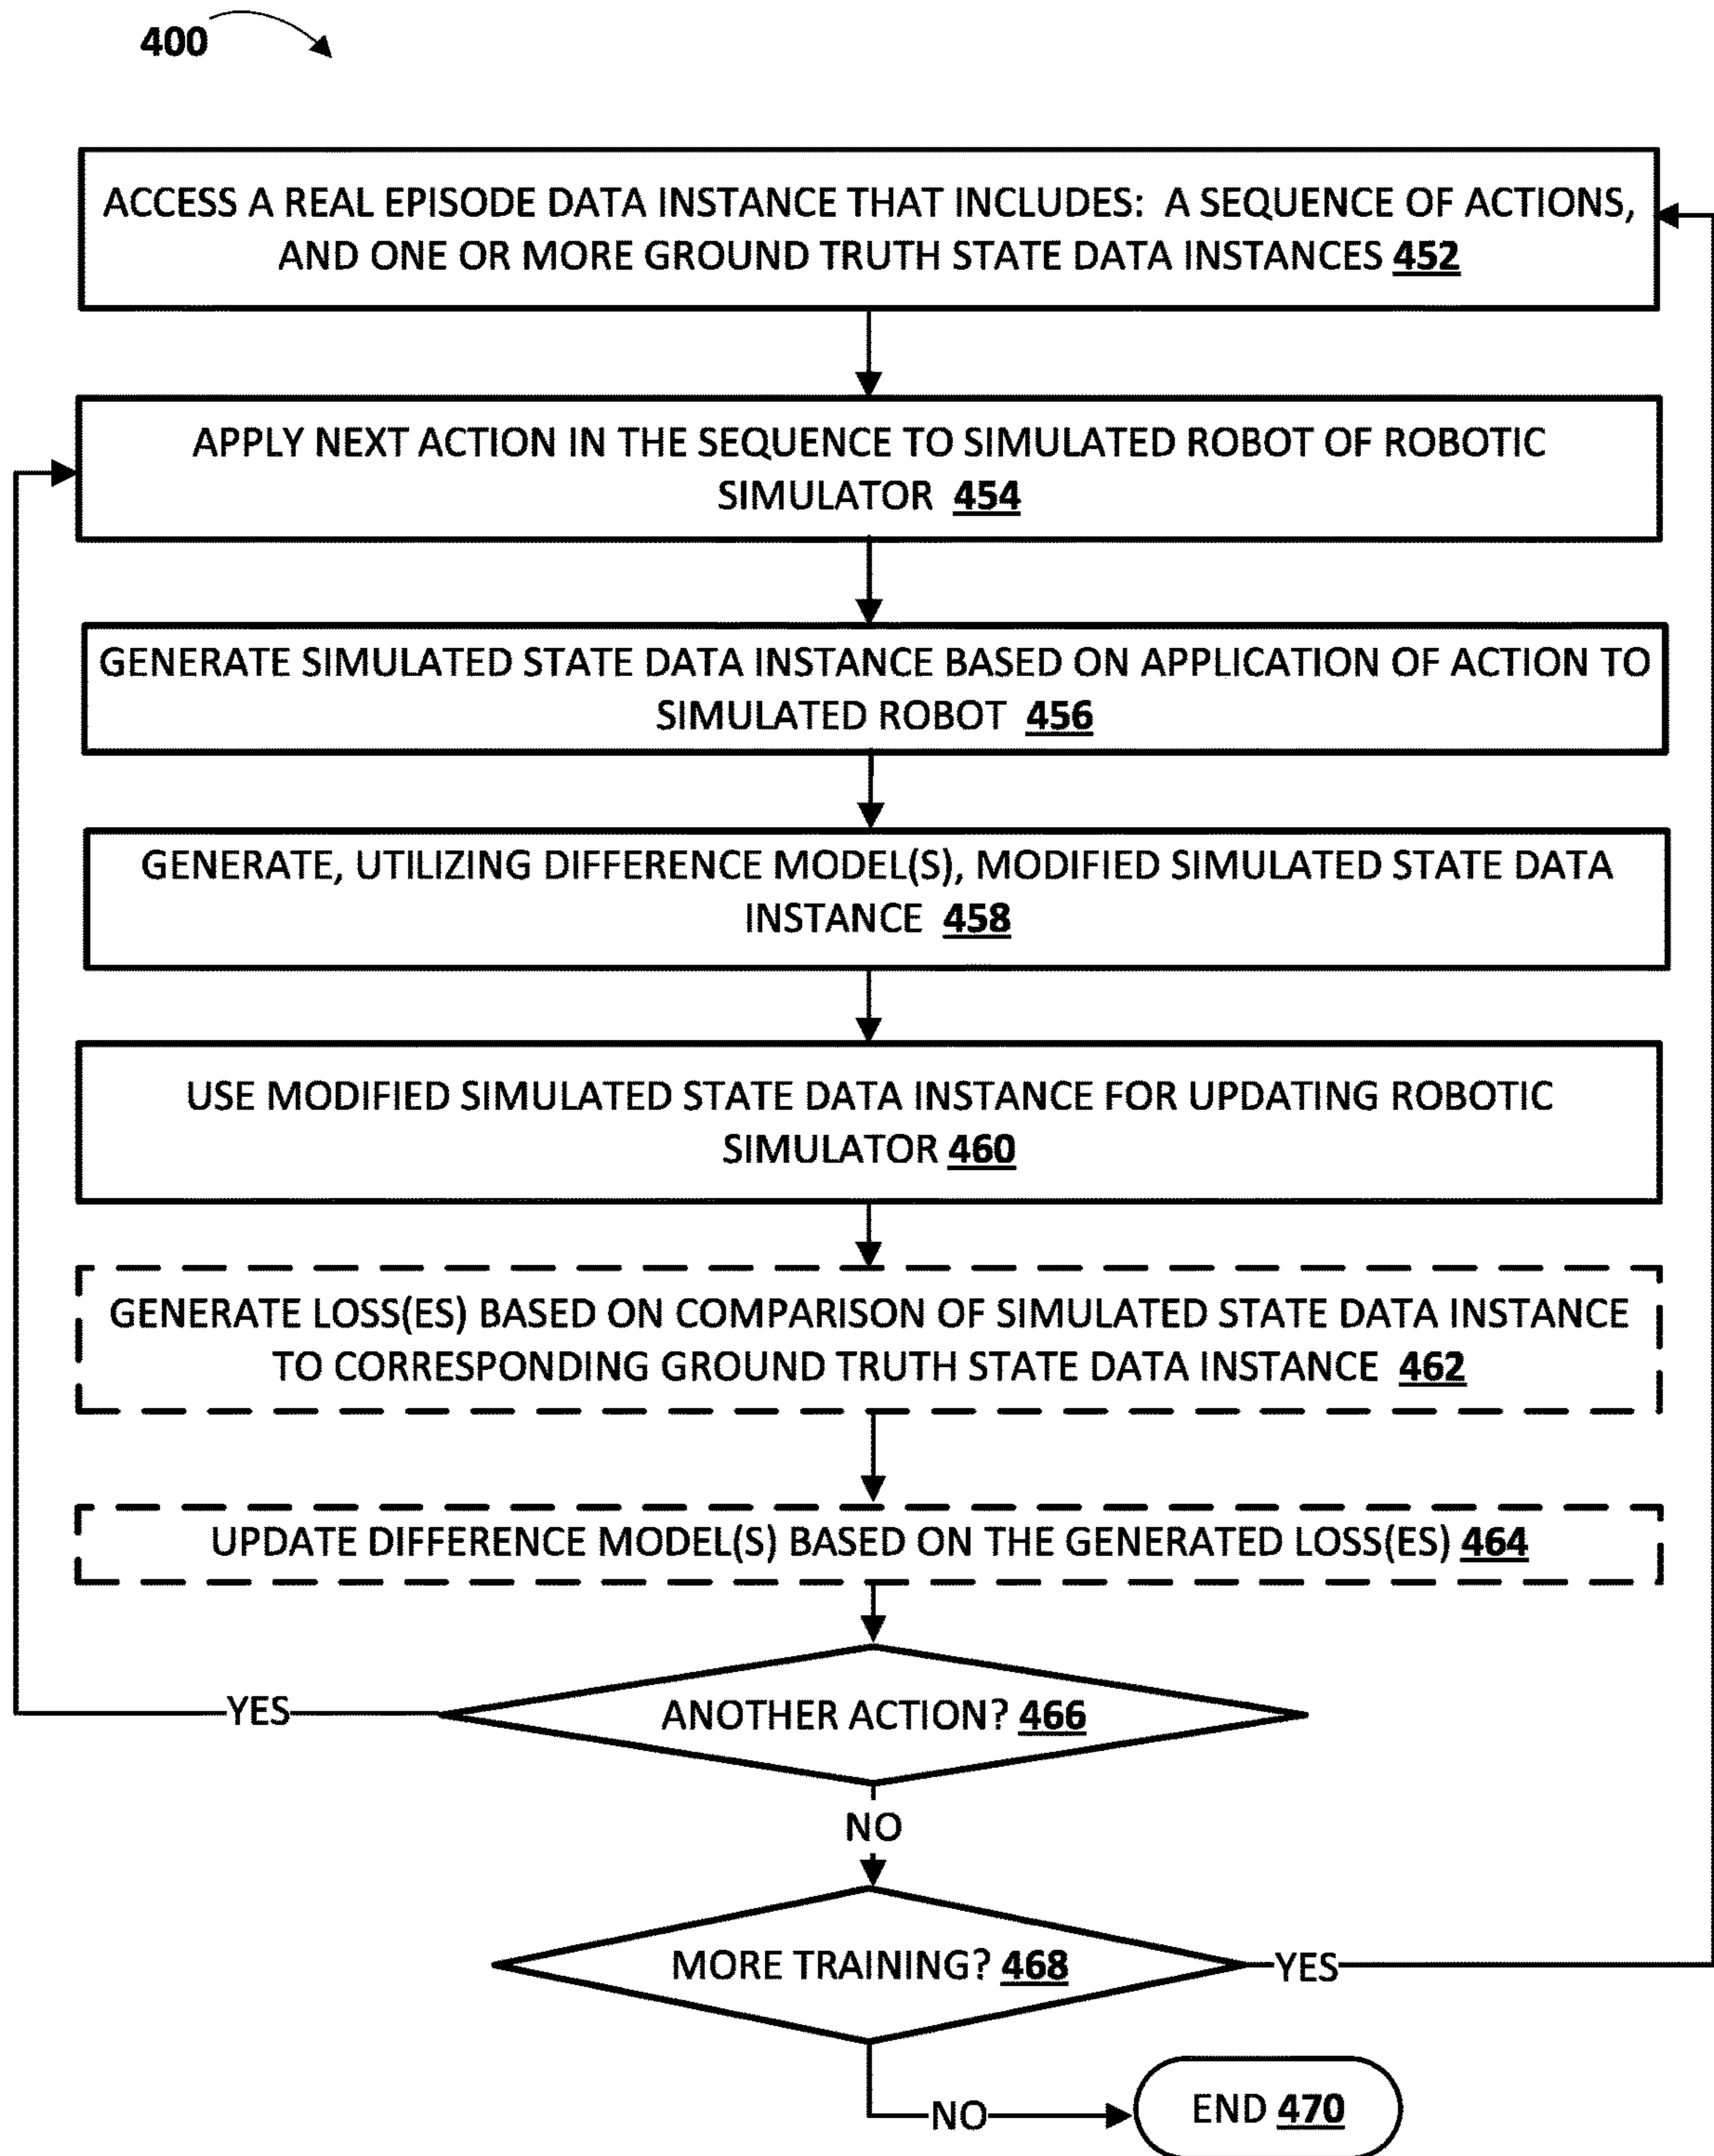 400
ACCESS A REAL EPISODE DATA INSTANCE THAT INCLUDES: A SEQUENCE OF ACTIONS,
AND ONE OR MORE GROUND TRUTH STATE DATA INSTANCES 452
APPLY NEXT ACTION IN THE SEQUENCE TO SIMULATED ROBOT OF ROBOTIC
SIMULATOR 454
GENERATE SIMULATED STATE DATA INSTANCE BASED ON APPLICATION OF ACTION TO
SIMULATED ROBOT 456
GENERATE, UTILIZING DIFFERENCE MODEL(S), MODIFIED SIMULATED STATE DATA
INSTANCE 458
USE MODIFIED SIMULATED STATE DATA INSTANCE FOR UPDATING ROBOTIC
SIMULATOR 460
GENERATE LOSS(ES) BASED ON COMPARISON OF SIMULATED STATE DATA INSTANCE
TO CORRESPONDING GROUND TRUTH STATE DATA INSTANCE 462
UPDATE DIFFERENCE MODEL(S) BASED ON THE GENERATED LOSS(ES) 464
YES
ANOTHER ACTION? 466
NO
MORE TRAINING? 468
YES
NO
END 470